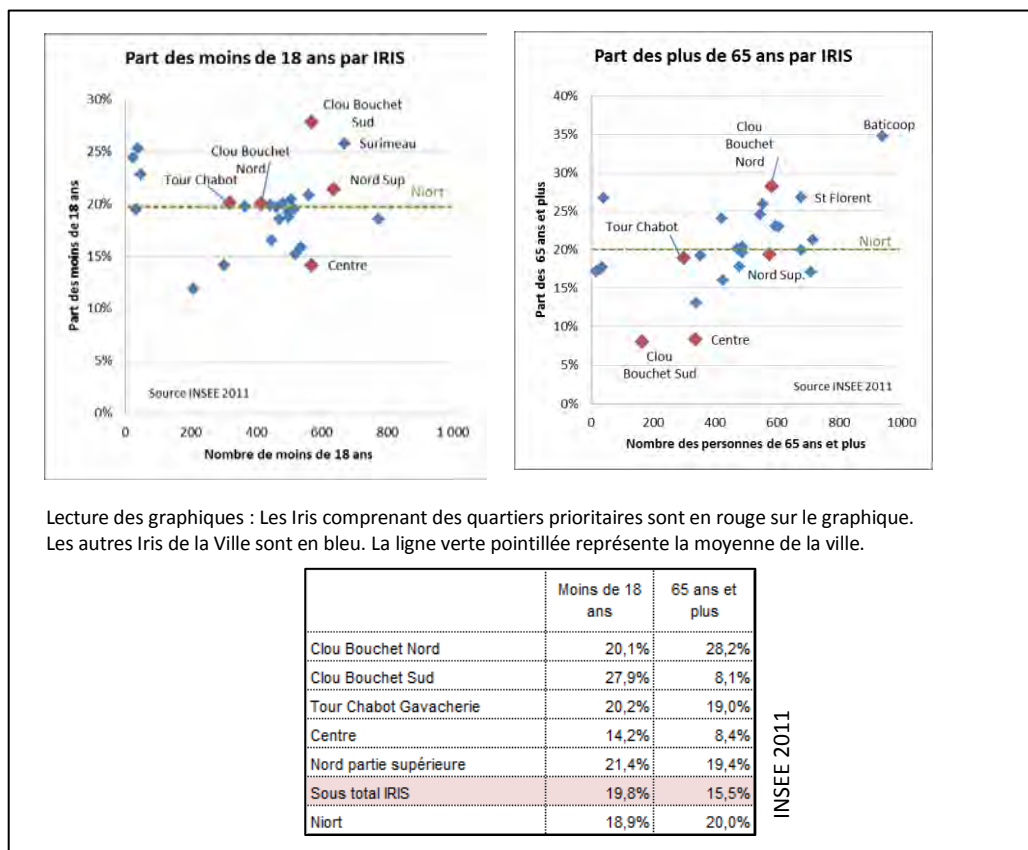 Part des moins de 18 ans par IRIS
Part des moins de 18 ans
30%
25%
20%
15%
10%
5%
0%
Clou Bouchet
Sud
Surimeau
Clou Bouchet
Nord
Tour Chabot
Nord Sup
Niort
Centre
Source INSEE 2011
0
200
400
600
800
1 000
Nombre de moins de 18 ans
Part des plus de 65 ans par IRIS
Part des 65 ans et plus
40%
35%
30%
25%
20%
15%
10%
5%
0%
Baticoop
Clou
Bouchet
Nord
St Florent
Tour Chabot
Niort
Nord Sup.
Centre
Clou
Bouchet Sud
Source INSEE 2011
0
200
400
600
800
1000
Nombre des personnes de 65 ans et plus
Lecture des graphiques : Les Iris comprenant des quartiers prioritaires sont en rouge sur le graphique.
Les autres Iris de la Ville sont en bleu. La ligne verte pointillée représente la moyenne de la ville.
Moins de 18 ans 65 ans et plus
Clou Bouchet Nord 20,1% 28,2%
Clou Bouchet Sud 27,9% 8,1%
Tour Chabot Gavacherie 20,2% 19,0%
Centre 14,2% 8,4%
Nord partie supérieure 21,4% 19,4%
Sous total IRIS 19,8% 15,5%
Niort 18,9% 20,0%
INSEE 2011